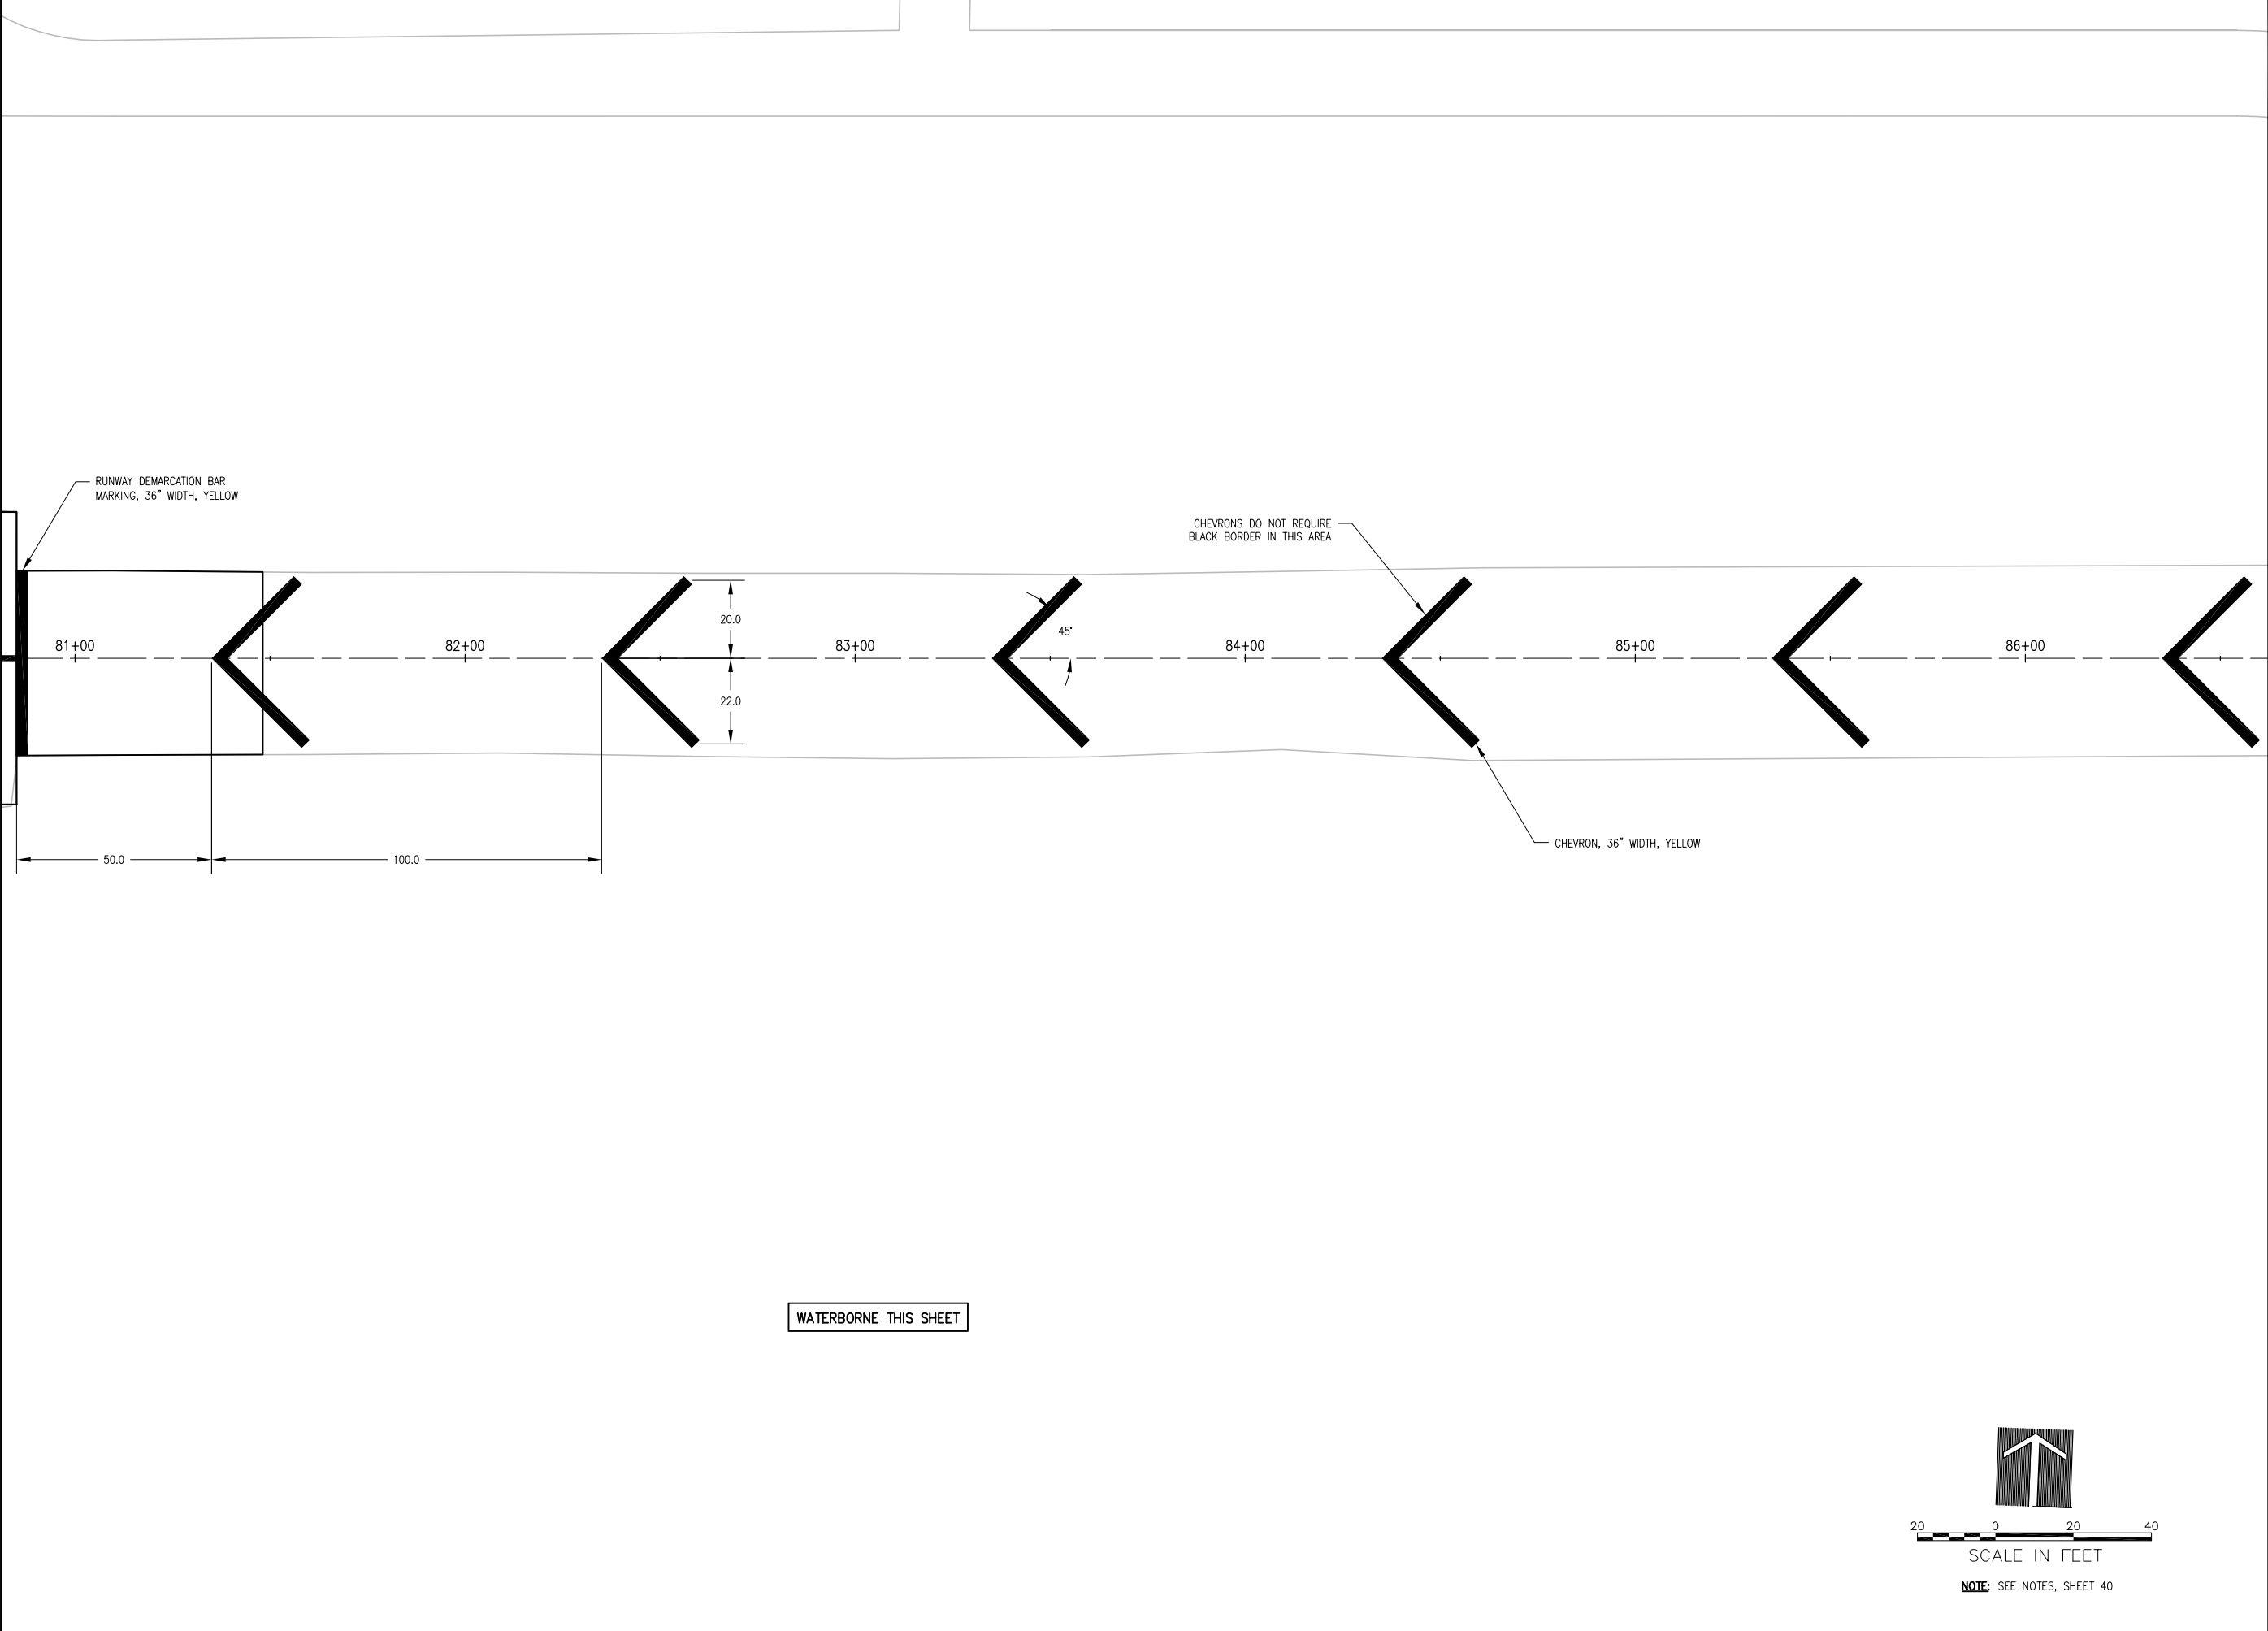 RUNWAY DEMARCATION BAR
MARKING, 36" WIDTH, YELLOW
CHEVRONS DO NOT REQUIRE
BLACK BORDER IN THIS AREA
20.0
45°
81+00
82+00
83+00
84+00
85+00
86+00
22.0
CHEVRON, 36" WIDTH, YELLOW
50.0
100.0
WATERBORNE THIS SHEET
20 0 20 40
SCALE IN FEET
NOTE: SEE NOTES, SHEET 40